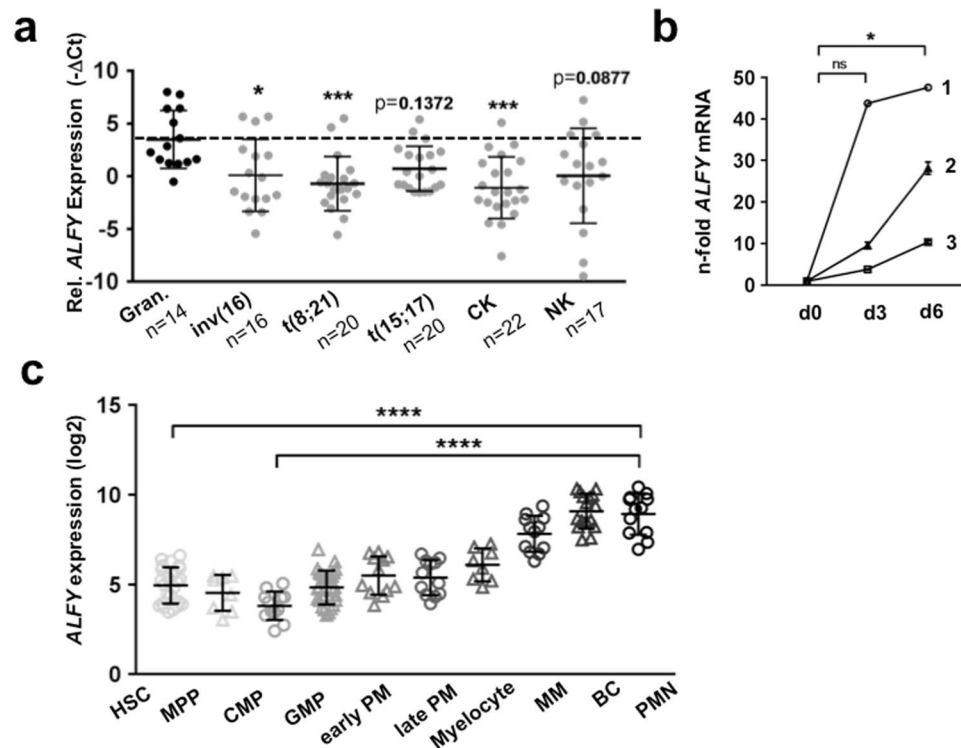 a
Rel. ALFY Expression (-ΔCt)
10
5
0
-5
-10
*
***
p=0.1372
***
p=0.0877
Gran.
n=14
inv(16)
n=16
t(8;21)
n=20
t(15;17)
n=20
CK
n=22
NK
n=17
b
n-fold ALFY mRNA
50
40
30
20
10
0
*
ns
1
2
3
d0 d3 d6
c
ALFY expression (log2)
15
10
5
0
****
****
HSC
MPP
CMP
GMP
early PM
late PM
Myelocyte
MM
BC
PMN